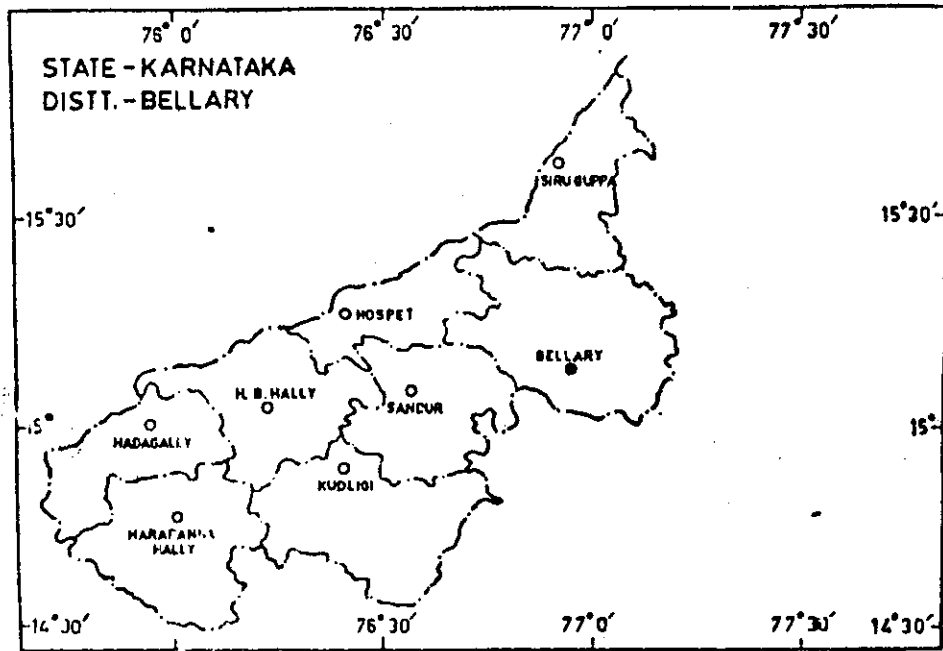 76° 0'
76° 30'
77° 0'
77° 30'
STATE - KARNATAKA
DISTT. - BELLARY
SIRUGUPPA
15° 30'
15° 30'
HOSPET
BELLARY
H. B. HALLY
SANDUR
HADAGALLY
15°
15°
KUDLIGI
HALLY
14° 30'
76° 30'
77° 0'
77° 30'
14° 30'